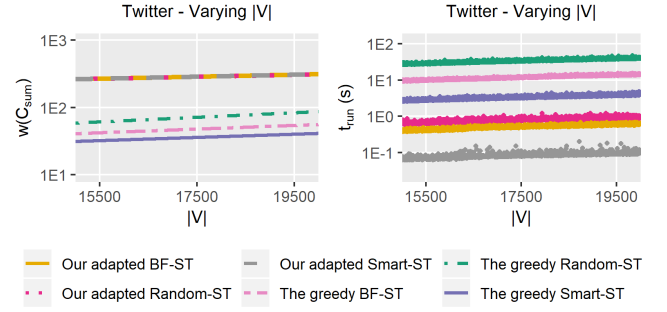 Twitter - Varying |V|
1E3
1E2
1E1
w(Csum)
15500 17500 19500
|V|
Twitter - Varying |V|
1E2
1E1
1E0
1E-1
trun (s)
15500 17500 19500
|V|
Our adapted BF-ST Our adapted Smart-ST The greedy Random-ST
Our adapted Random-ST The greedy BF-ST The greedy Smart-ST